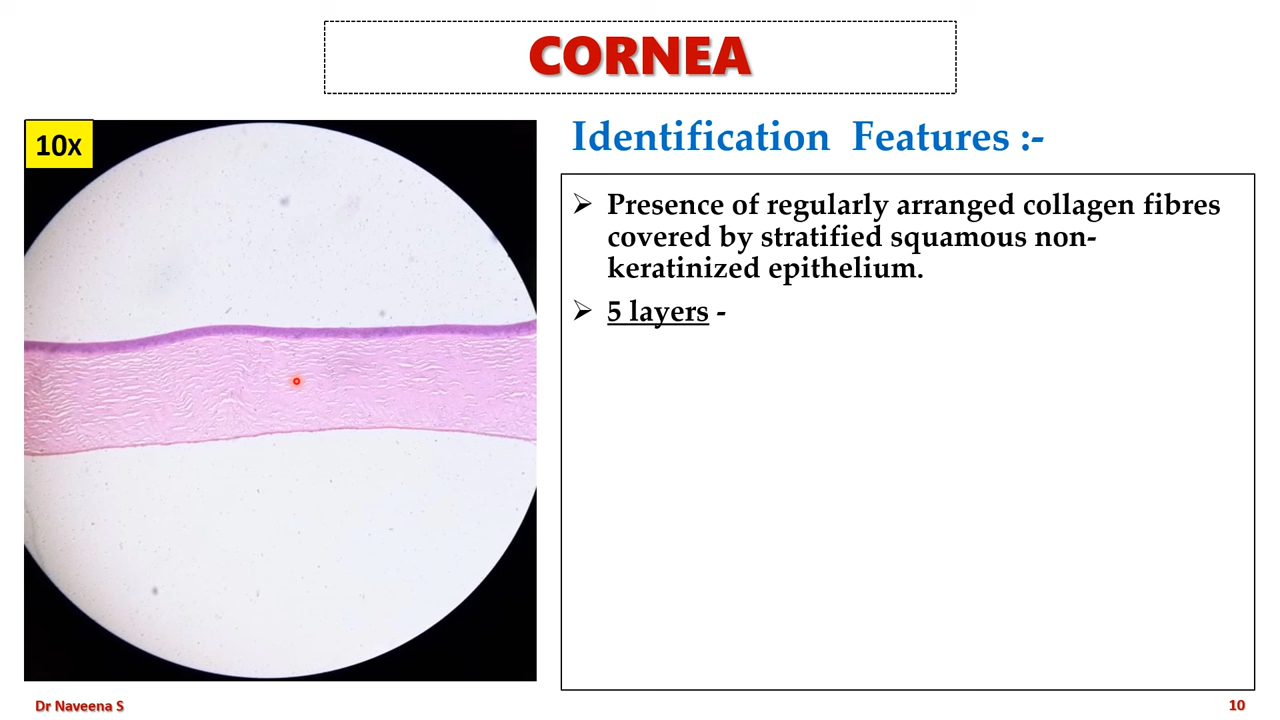 CORNEA
10x
Identification Features :-
➢ Presence of regularly arranged collagen fibres
covered by stratified squamous non-
keratinized epithelium.
➢ 5 layers -
Dr Naveena S
10